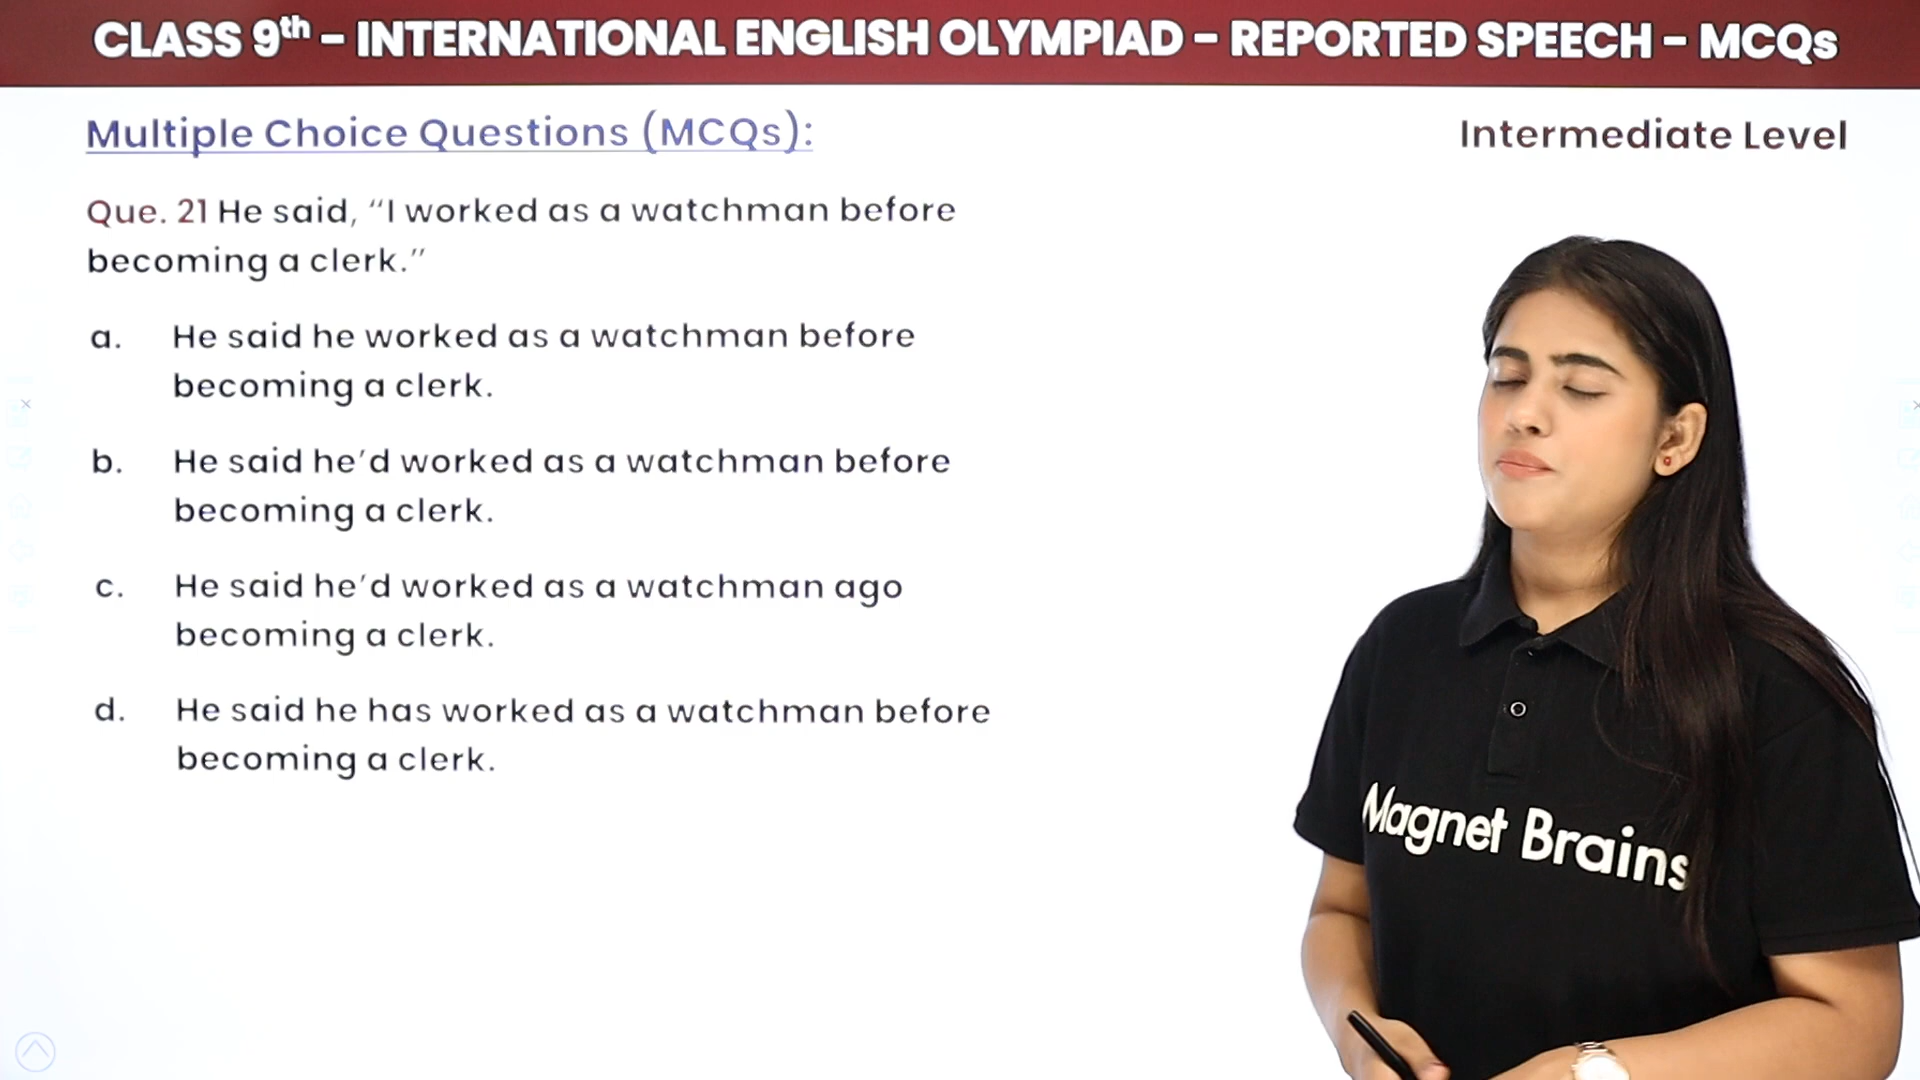 CLASS 9th – INTERNATIONAL ENGLISH OLYMPIAD – REPORTED SPEECH – MCQs
Multiple Choice Questions (MCQs):
Intermediate Level
Que. 21 He said, “I worked as a watchman before
becoming a clerk.”
a. He said he worked as a watchman before
becoming a clerk.
b. He said he’d worked as a watchman before
becoming a clerk.
c. He said he’d worked as a watchman ago
becoming a clerk.
d. He said he has worked as a watchman before
becoming a clerk.
Magnet Brains